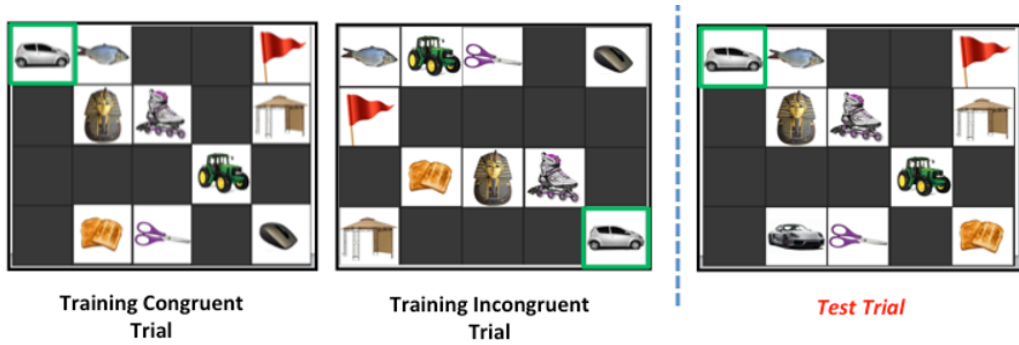 Training Congruent
Trial
Training Incongruent
Trial
Test Trial